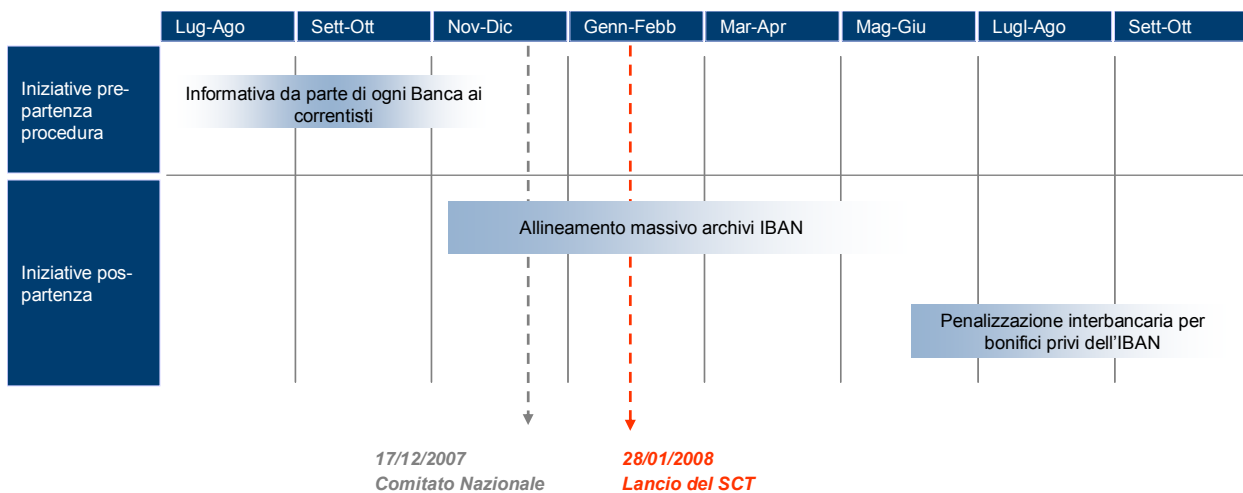 Lug-Ago Sett-Ott Nov-Dic Genn-Febb Mar-Apr Mag-Giu Lugl-Ago Sett-Ott
Iniziative pre-
partenza
procedura
Informativa da parte di ogni Banca ai
correntisti
Iniziative pos-
partenza
Allineamento massivo archivi IBAN
Penalizzazione interbancaria per
bonifici privi dell'IBAN
17/12/2007
Comitato Nazionale
28/01/2008
Lancio del SCT